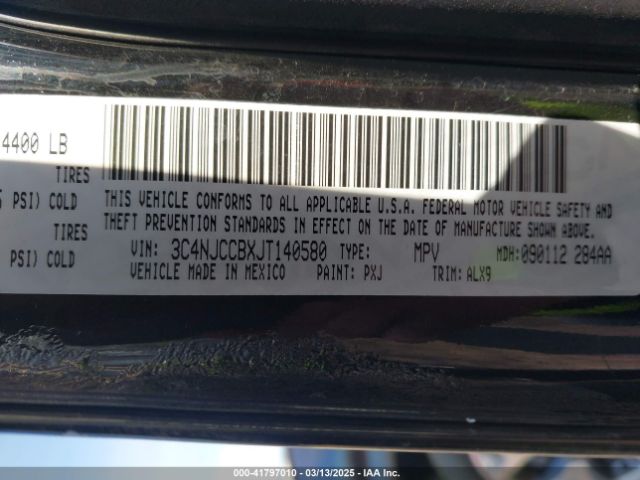 4400 LB
TIRES
PSI) COLD
TIRES
PSI) COLD
THIS VEHICLE CONFORMS TO ALL APPLICABLE U.S.A. FEDERAL MOTOR VEHICLE SAFETY AND
THEFT PREVENTION STANDARDS IN EFFECT ON THE DATE OF MANUFACTURE SHOWN ABOVE.
VIN: 3C4NJCCBXJT140580 TYPE: MPV MDH: 090112 284AA
VEHICLE MADE IN MEXICO PAINT: PXJ TRIM: ALX9
000-41797010 - 03/13/2025 - IAA Inc.